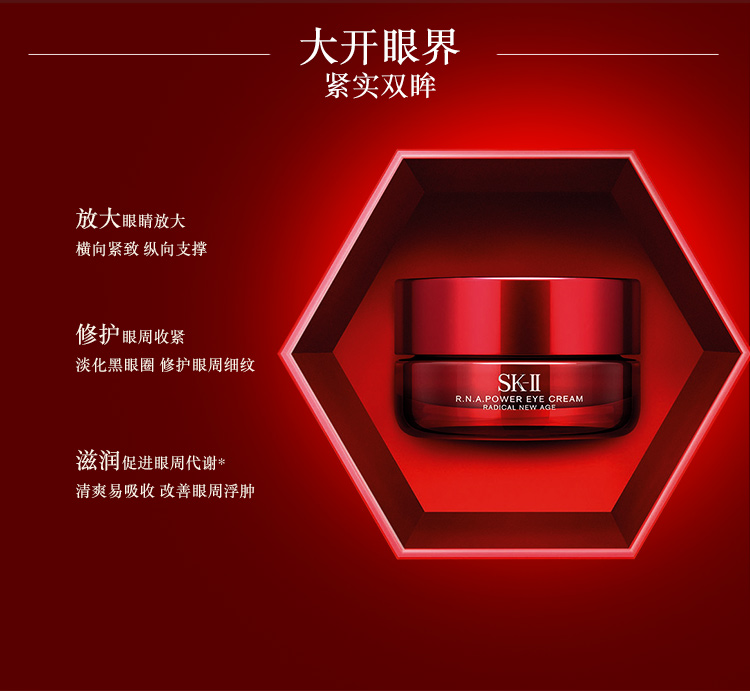 大开眼界
紧实双眸
放大眼睛放大
横向紧致 纵向支撑
修护眼周收紧
淡化黑眼圈 修护眼周细纹
滋润促进眼周代谢*
清爽易吸收 改善眼周浮肿
SK-II
R.N.A.POWER EYE CREAM
RADICAL NEW AGE